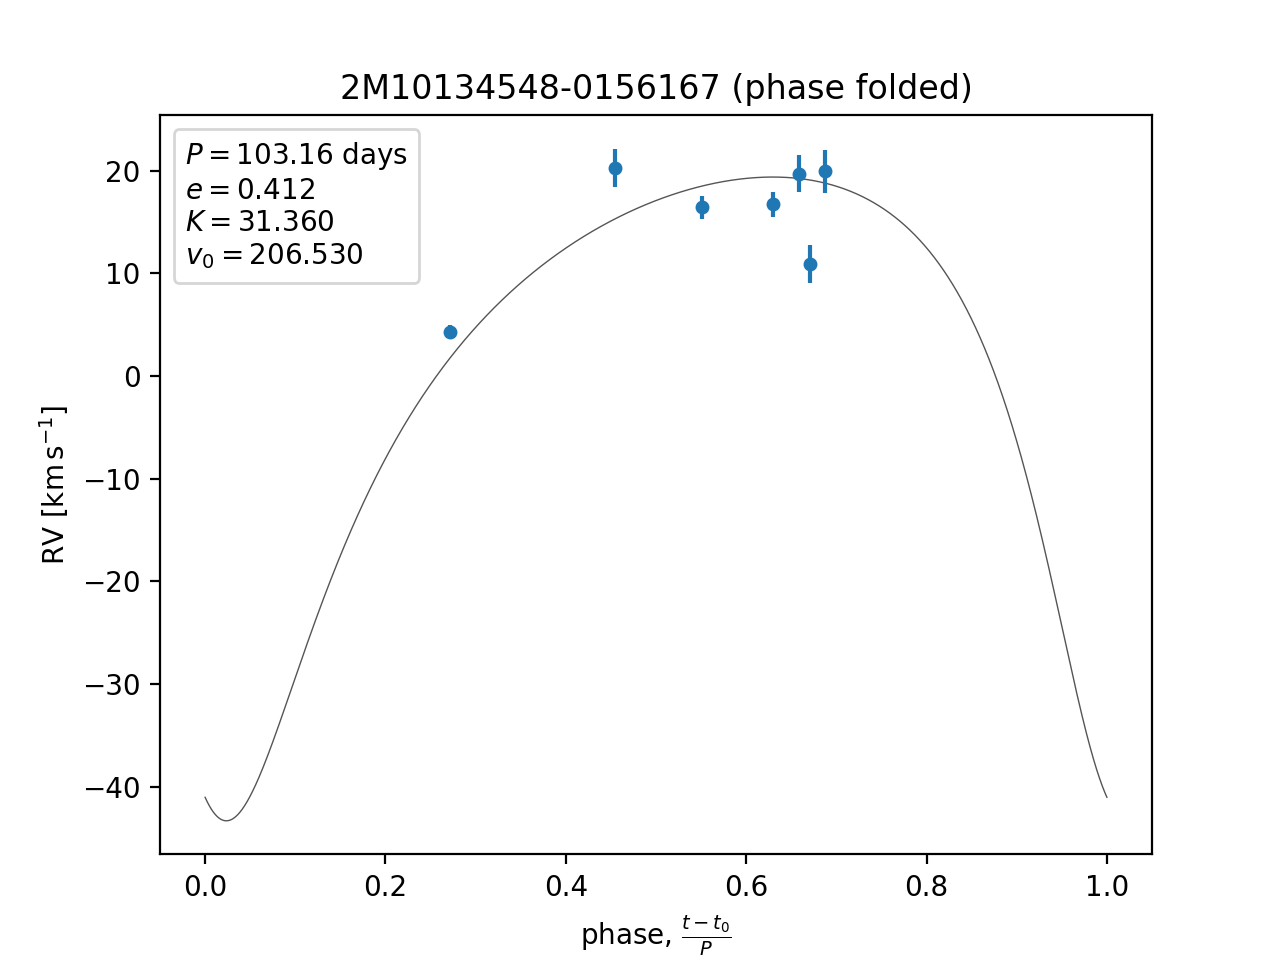 2M10134548-0156167 (phase folded)
P = 103.16 days
e = 0.412
K = 31.360
v₀ = 206.530
20
10
0
−10
−20
−30
−40
RV [km s⁻¹]
0.0 0.2 0.4 0.6 0.8 1.0
phase, (t − t₀)/P